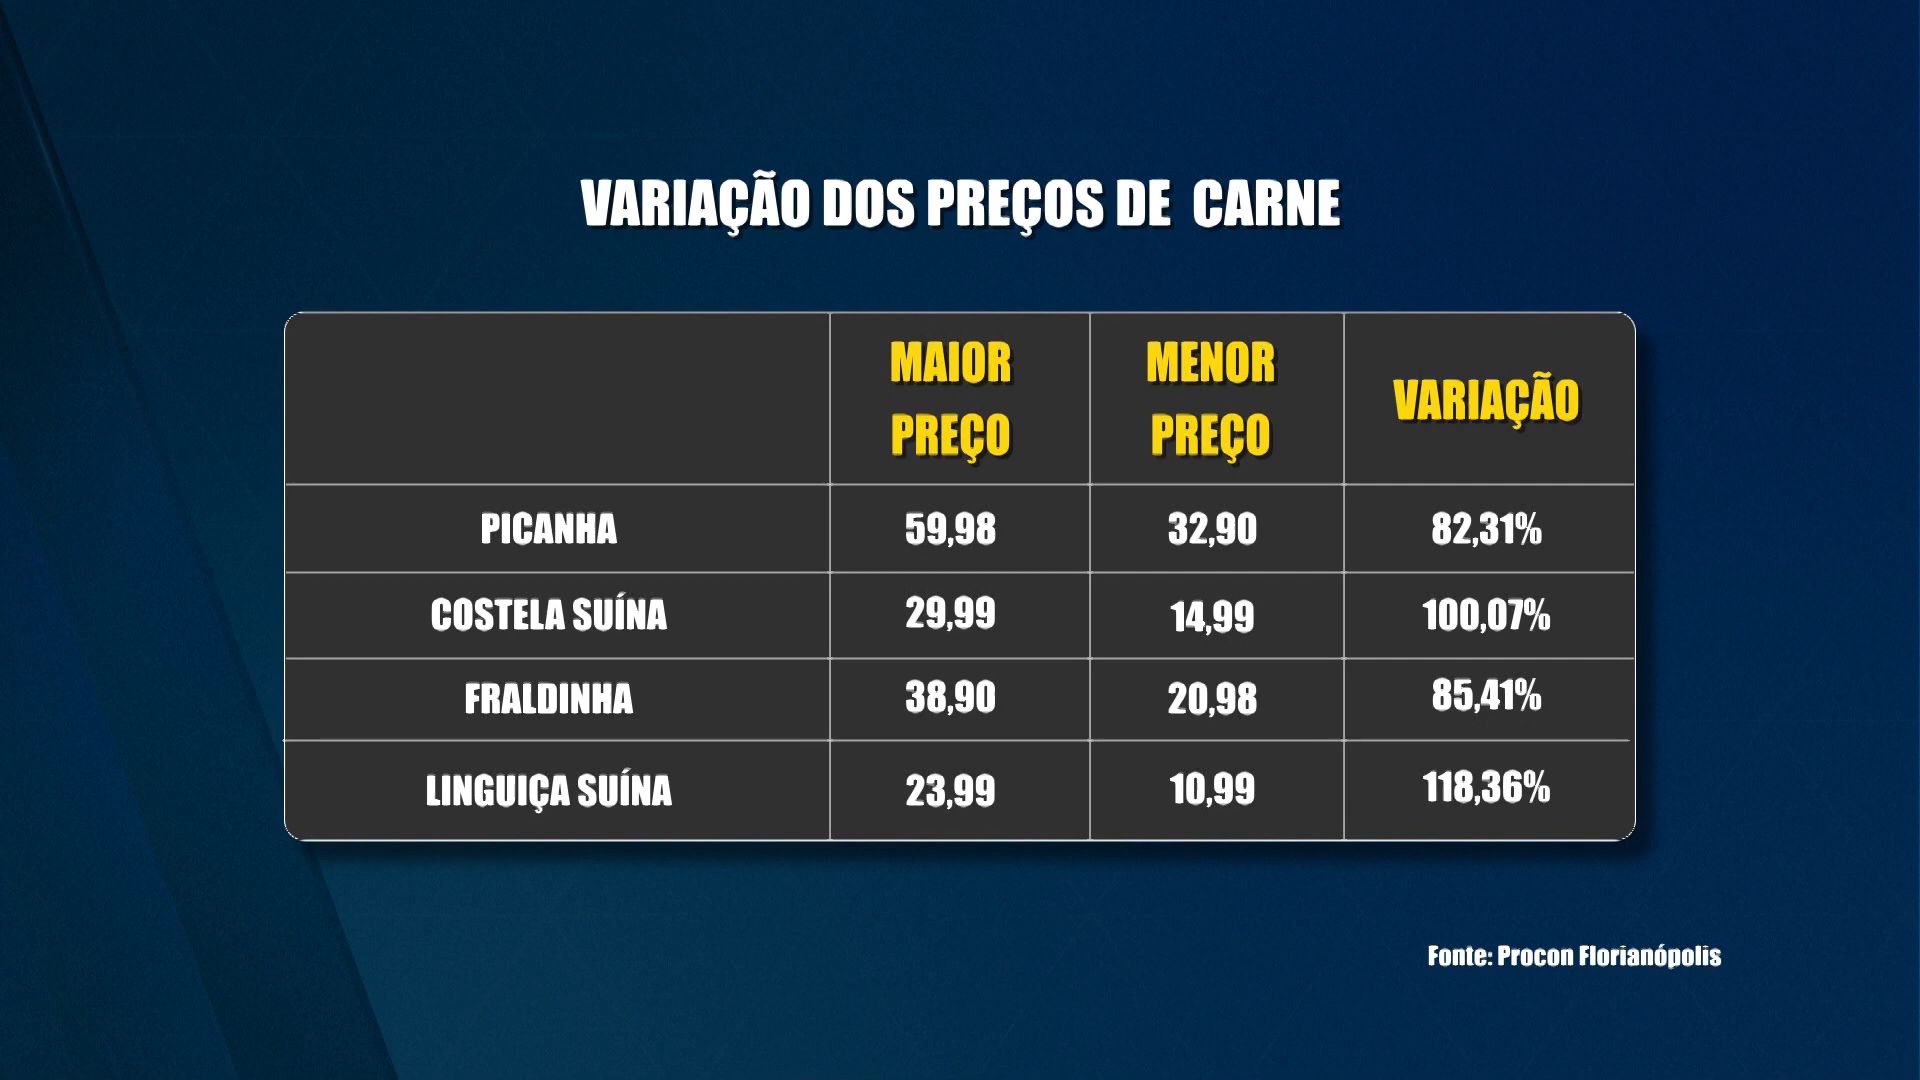 VARIAÇÃO DOS PREÇOS DE CARNE
MAIOR PREÇO MENOR PREÇO VARIAÇÃO
PICANHA 59,98 32,90 82,31%
COSTELA SUÍNA 29,99 14,99 100,07%
FRALDINHA 38,90 20,98 85,41%
LINGUIÇA SUÍNA 23,99 10,99 118,36%
Fonte: Procon Florianópolis